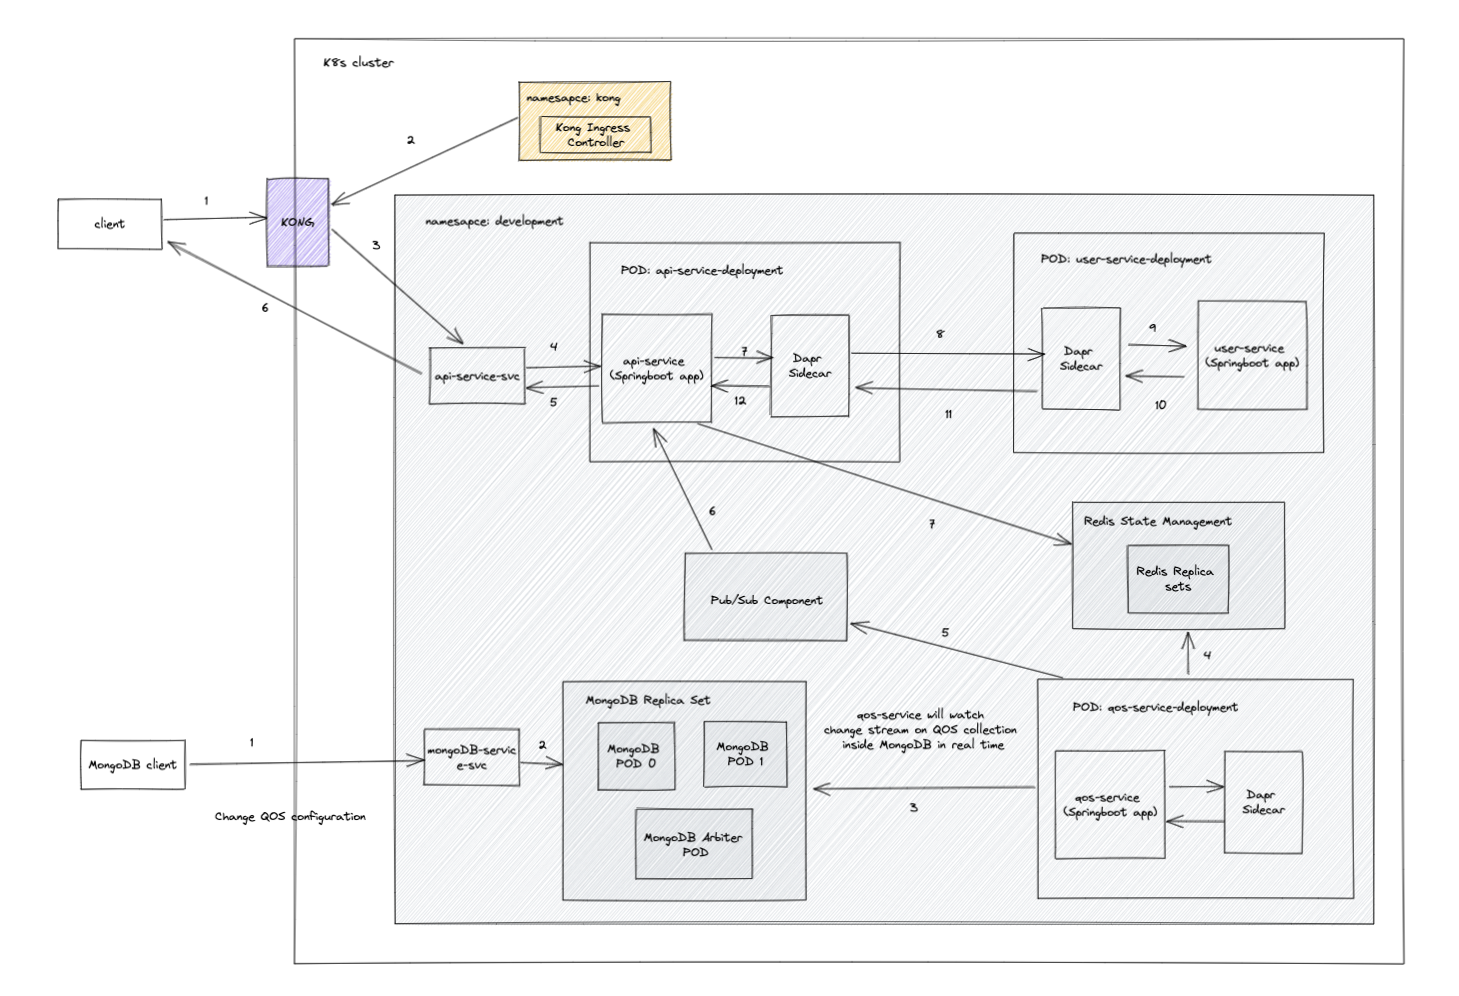 K8s cluster
namesapce: kong
Kong Ingress
Controller
2
1
client
KONG
3
6
namesapce: development
POD: api-service-deployment
POD: user-service-deployment
api-service-svc
4
5
api-service
(Springboot app)
7
12
Dapr
Sidecar
8
11
Dapr
Sidecar
9
10
user-service
(Springboot app)
6
7
Redis State Management
Redis Replica
sets
Pub/Sub Component
5
4
MongoDB client
1
Change QOS configuration
mongoDB-servic
e-svc
2
MongoDB Replica Set
MongoDB
POD 0
MongoDB
POD 1
MongoDB Arbiter
POD
qos-service will watch
change stream on QOS collection
inside MongoDB in real time
3
POD: qos-service-deployment
qos-service
(Springboot app)
Dapr
Sidecar